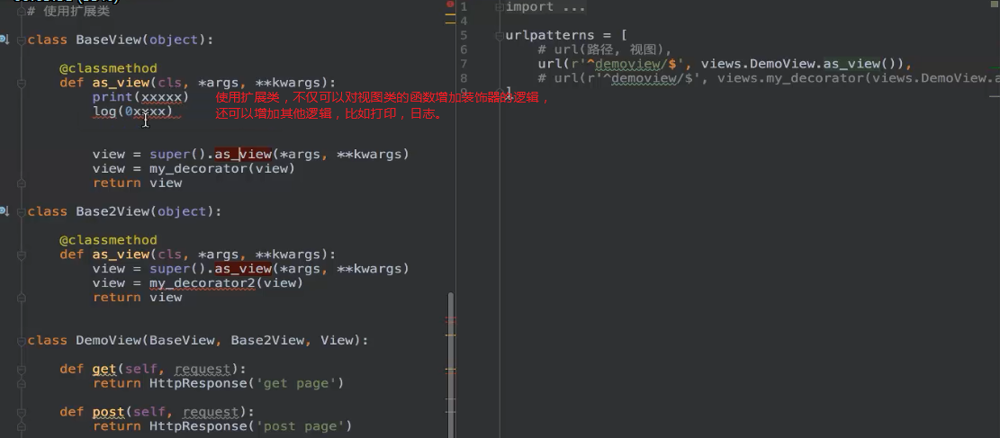 # 使用扩展类
class BaseView(object):
@classmethod
def as_view(cls, *args, **kwargs):
print(xxxxx)
log(0xxxx)
使用扩展类，不仅可以对视图类的函数增加装饰器的逻辑，
还可以增加其他逻辑，比如打印，日志。
view = super().as_view(*args, **kwargs)
view = my_decorator(view)
return view
class Base2View(object):
@classmethod
def as_view(cls, *args, **kwargs):
view = super().as_view(*args, **kwargs)
view = my_decorator2(view)
return view
class DemoView(BaseView, Base2View, View):
def get(self, request):
return HttpResponse('get page')
def post(self, request):
return HttpResponse('post page')
1 import ...
4
5 urlpatterns = [
6 # url(路径, 视图),
7 url(r'^demoview/$', views.DemoView.as_view()),
8 # url(r'^demoview/$', views.my_decorator(views.DemoView.a
9 ]